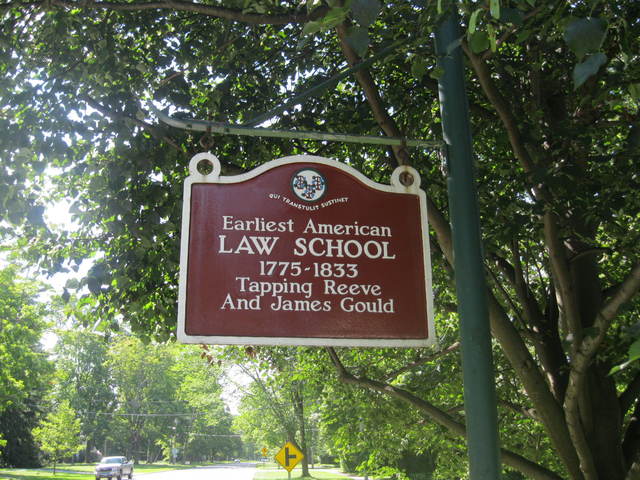 QUI TRANSTULIT SUSTINET
Earliest American
LAW SCHOOL
1775-1833
Tapping Reeve
And James Gould